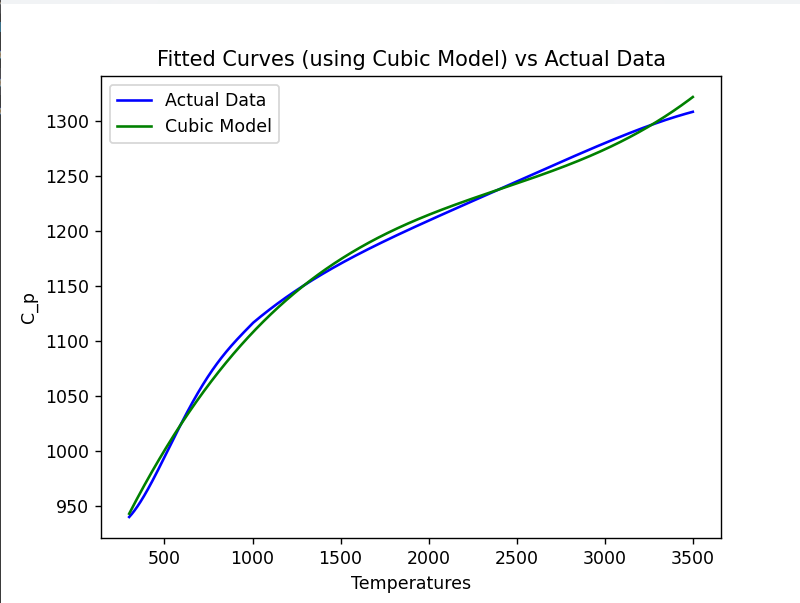 Fitted Curves (using Cubic Model) vs Actual Data
Actual Data
Cubic Model
1300
1250
1200
1150
1100
1050
1000
950
C_p
500 1000 1500 2000 2500 3000 3500
Temperatures